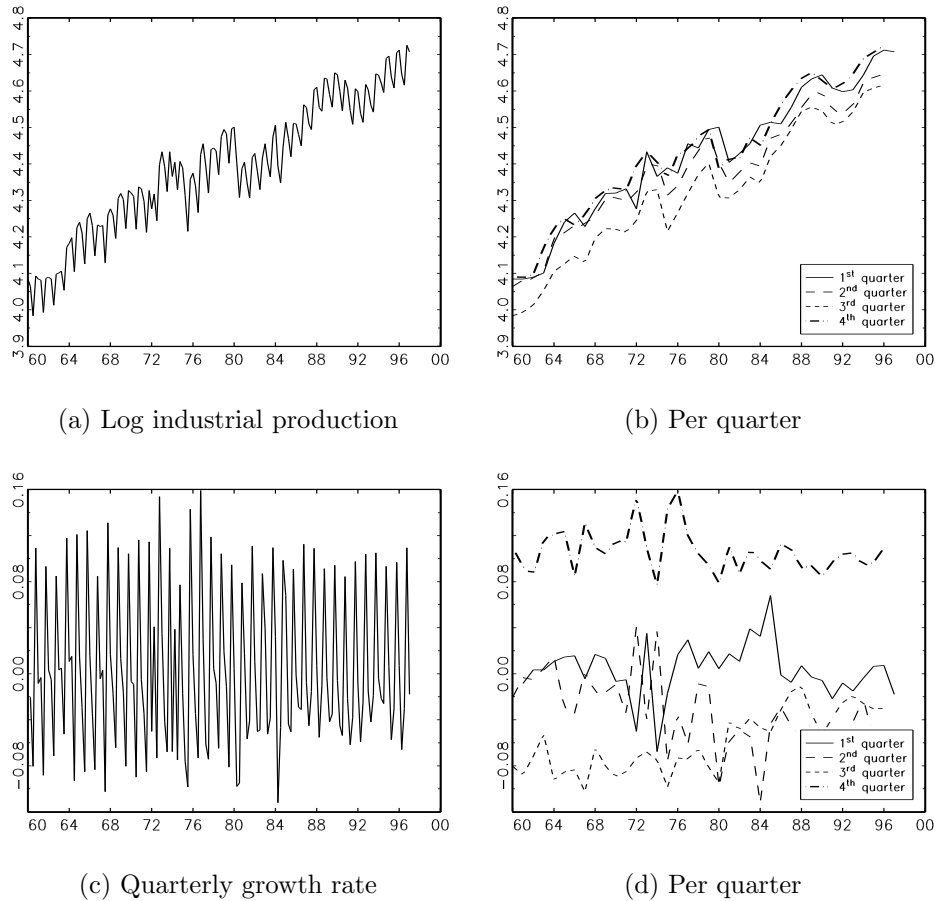 4.8
4.7
4.6
4.5
4.4
4.3
4.2
4.1
4.0
3.9
60 64 68 72 76 80 84 88 92 96 00
(a) Log industrial production
4.8
4.7
4.6
4.5
4.4
4.3
4.2
4.1
4.0
3.9
1st quarter
2nd quarter
3rd quarter
4th quarter
60 64 68 72 76 80 84 88 92 96 00
(b) Per quarter
0.16
0.08
0.00
−0.08
60 64 68 72 76 80 84 88 92 96 00
(c) Quarterly growth rate
0.16
0.08
0.00
−0.08
1st quarter
2nd quarter
3rd quarter
4th quarter
60 64 68 72 76 80 84 88 92 96 00
(d) Per quarter